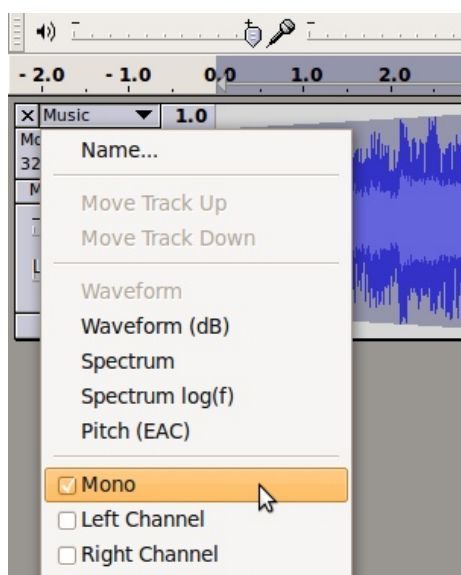 - 2.0 - 1.0 0.0 1.0 2.0
Music 1.0
Name...
32
Move Track Up
Move Track Down
Waveform
Waveform (dB)
Spectrum
Spectrum log(f)
Pitch (EAC)
Mono
Left Channel
Right Channel